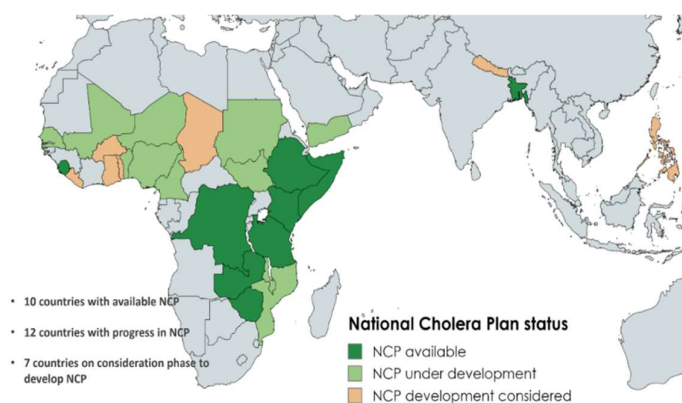 • 10 countries with available NCP
• 12 countries with progress in NCP
• 7 countries on consideration phase to
develop NCP
National Cholera Plan status
NCP available
NCP under development
NCP development considered